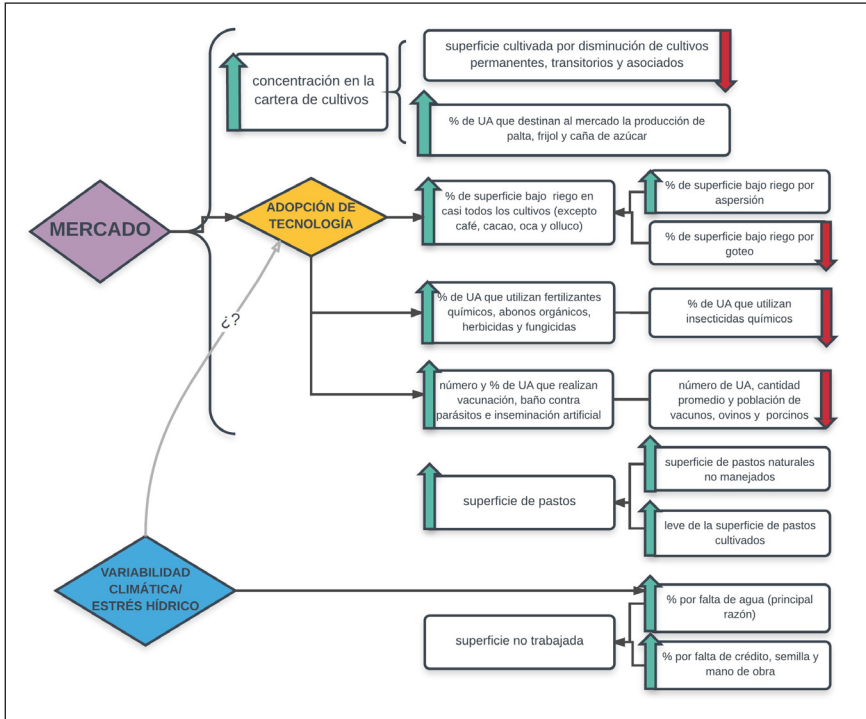 superficie cultivada por disminución de cultivos
permanentes, transitorios y asociados
concentración en la
cartera de cultivos
% de UA que destinan al mercado la producción de
palta, frijol y caña de azúcar
MERCADO
ADOPCIÓN DE
TECNOLOGÍA
% de superficie bajo riego en
casi todos los cultivos (excepto
café, cacao, oca y olluco)
% de superficie bajo riego por
aspersión
% de superficie bajo riego por
goteo
¿?
% de UA que utilizan fertilizantes
químicos, abonos orgánicos,
herbicidas y fungicidas
% de UA que utilizan
insecticidas químicos
número y % de UA que realizan
vacunación, baño contra
parásitos e inseminación artificial
número de UA, cantidad
promedio y población de
vacunos, ovinos y porcinos
superficie de pastos
superficie de pastos naturales
no manejados
leve de la superficie de pastos
cultivados
VARIABILIDAD
CLIMÁTICA/
ESTRÉS HÍDRICO
superficie no trabajada
% por falta de agua (principal
razón)
% por falta de crédito, semilla y
mano de obra